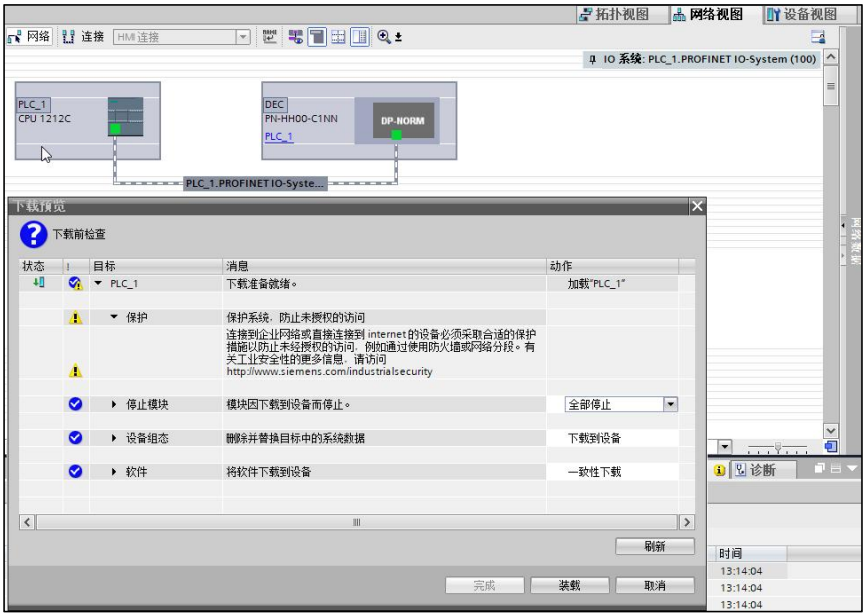 拓扑视图 网络视图 设备视图
网络 连接 HMI 连接
IO 系统: PLC_1.PROFINET IO-System (100)
PLC_1
CPU 1212C
DEC
PN-HH00-C1NN
PLC_1
DP-NORM
PLC_1.PROFINET IO-Syste...
下载预览
下载前检查
状态 ! 目标 消息 动作
PLC_1 下载准备就绪。 加载"PLC_1"
保护 保护系统, 防止未授权的访问
连接到企业网络或直接连接到 internet 的设备必须采取合适的保护
措施以防止未经授权的访问, 例如通过使用防火墙或网络分段。有
关工业安全性的更多信息, 请访问
http://www.siemens.com/industrialsecurity
停止模块 模块因下载到设备而停止。 全部停止
设备组态 删除并替换目标中的系统数据 下载到设备
软件 将软件下载到设备 一致性下载
刷新
完成 装载 取消
诊断
时间
13:14:04
13:14:04
13:14:04